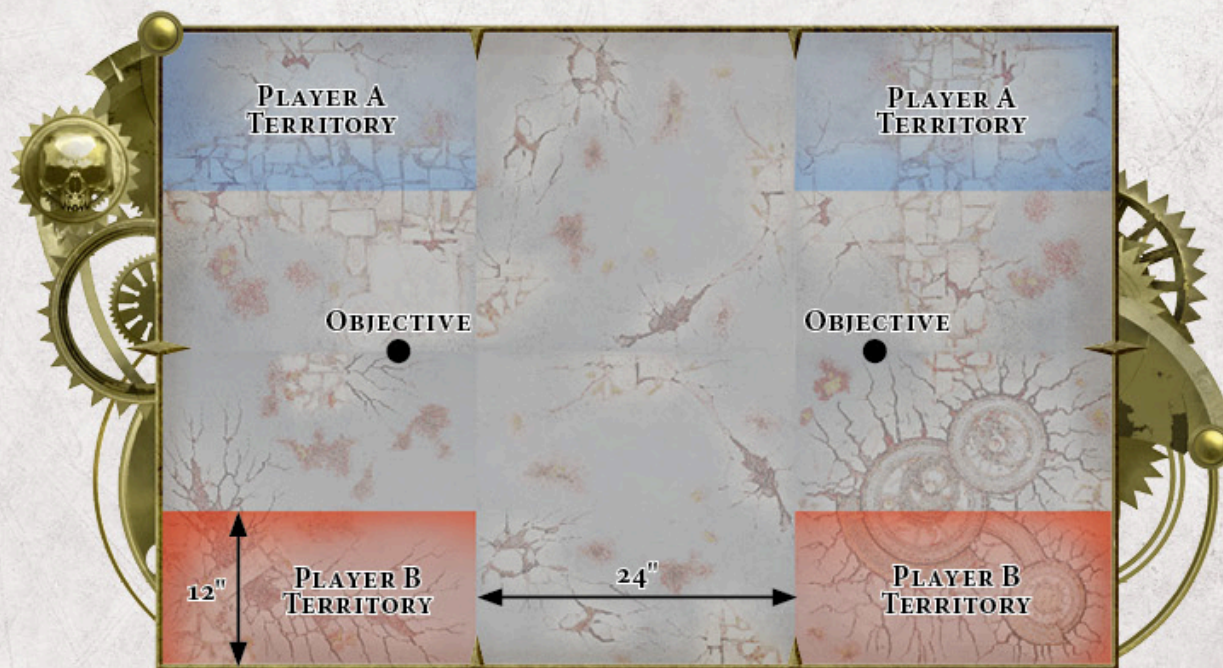 Player A
Territory
Player A
Territory
Objective
Objective
12"
Player B
Territory
24"
Player B
Territory